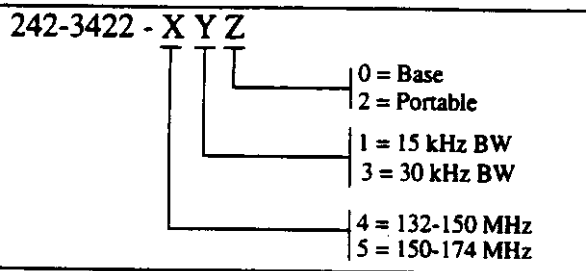 242-3422 - X Y Z
0 = Base
2 = Portable
1 = 15 kHz BW
3 = 30 kHz BW
4 = 132-150 MHz
5 = 150-174 MHz